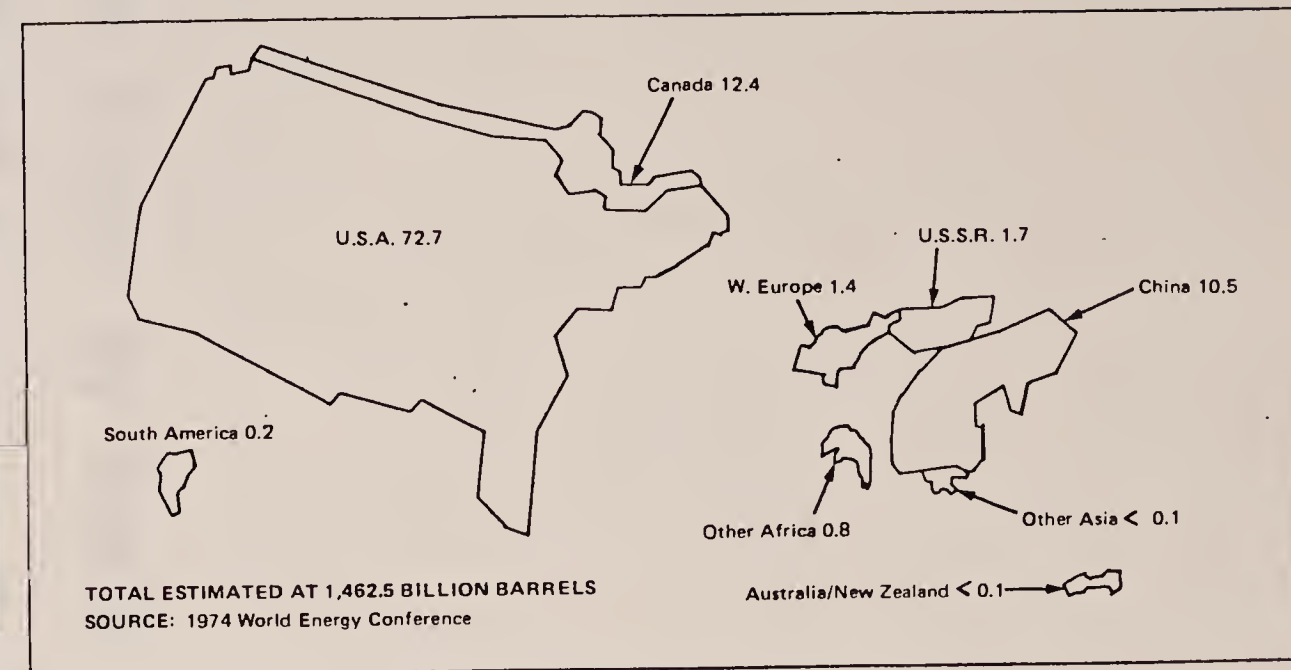 Canada 12.4
U.S.A. 72.7
U.S.S.R. 1.7
W. Europe 1.4
China 10.5
South America 0.2
Other Africa 0.8
Other Asia < 0.1
Australia/New Zealand < 0.1
TOTAL ESTIMATED AT 1,462.5 BILLION BARRELS
SOURCE: 1974 World Energy Conference